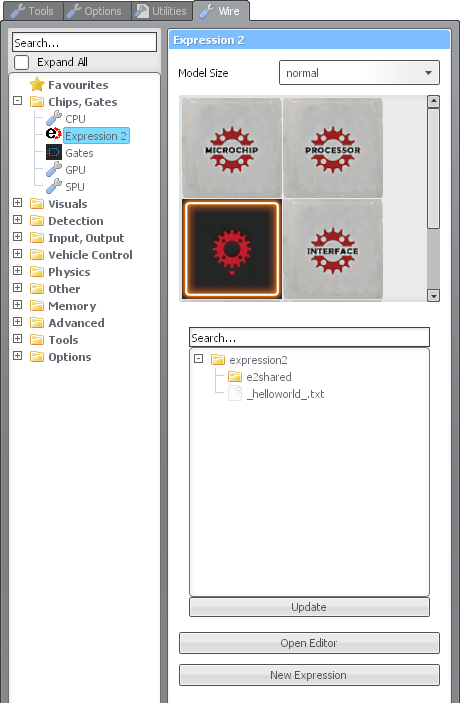 Tools Options Utilities Wire
Search...
Expand All
Favourites
Chips, Gates
CPU
Expression 2
Gates
GPU
SPU
Visuals
Detection
Input, Output
Vehicle Control
Physics
Other
Memory
Advanced
Tools
Options
Expression 2
Model Size normal
MICROCHIP PROCESSOR
INTERFACE
Search...
expression2
e2shared
_helloworld_.txt
Update
Open Editor
New Expression